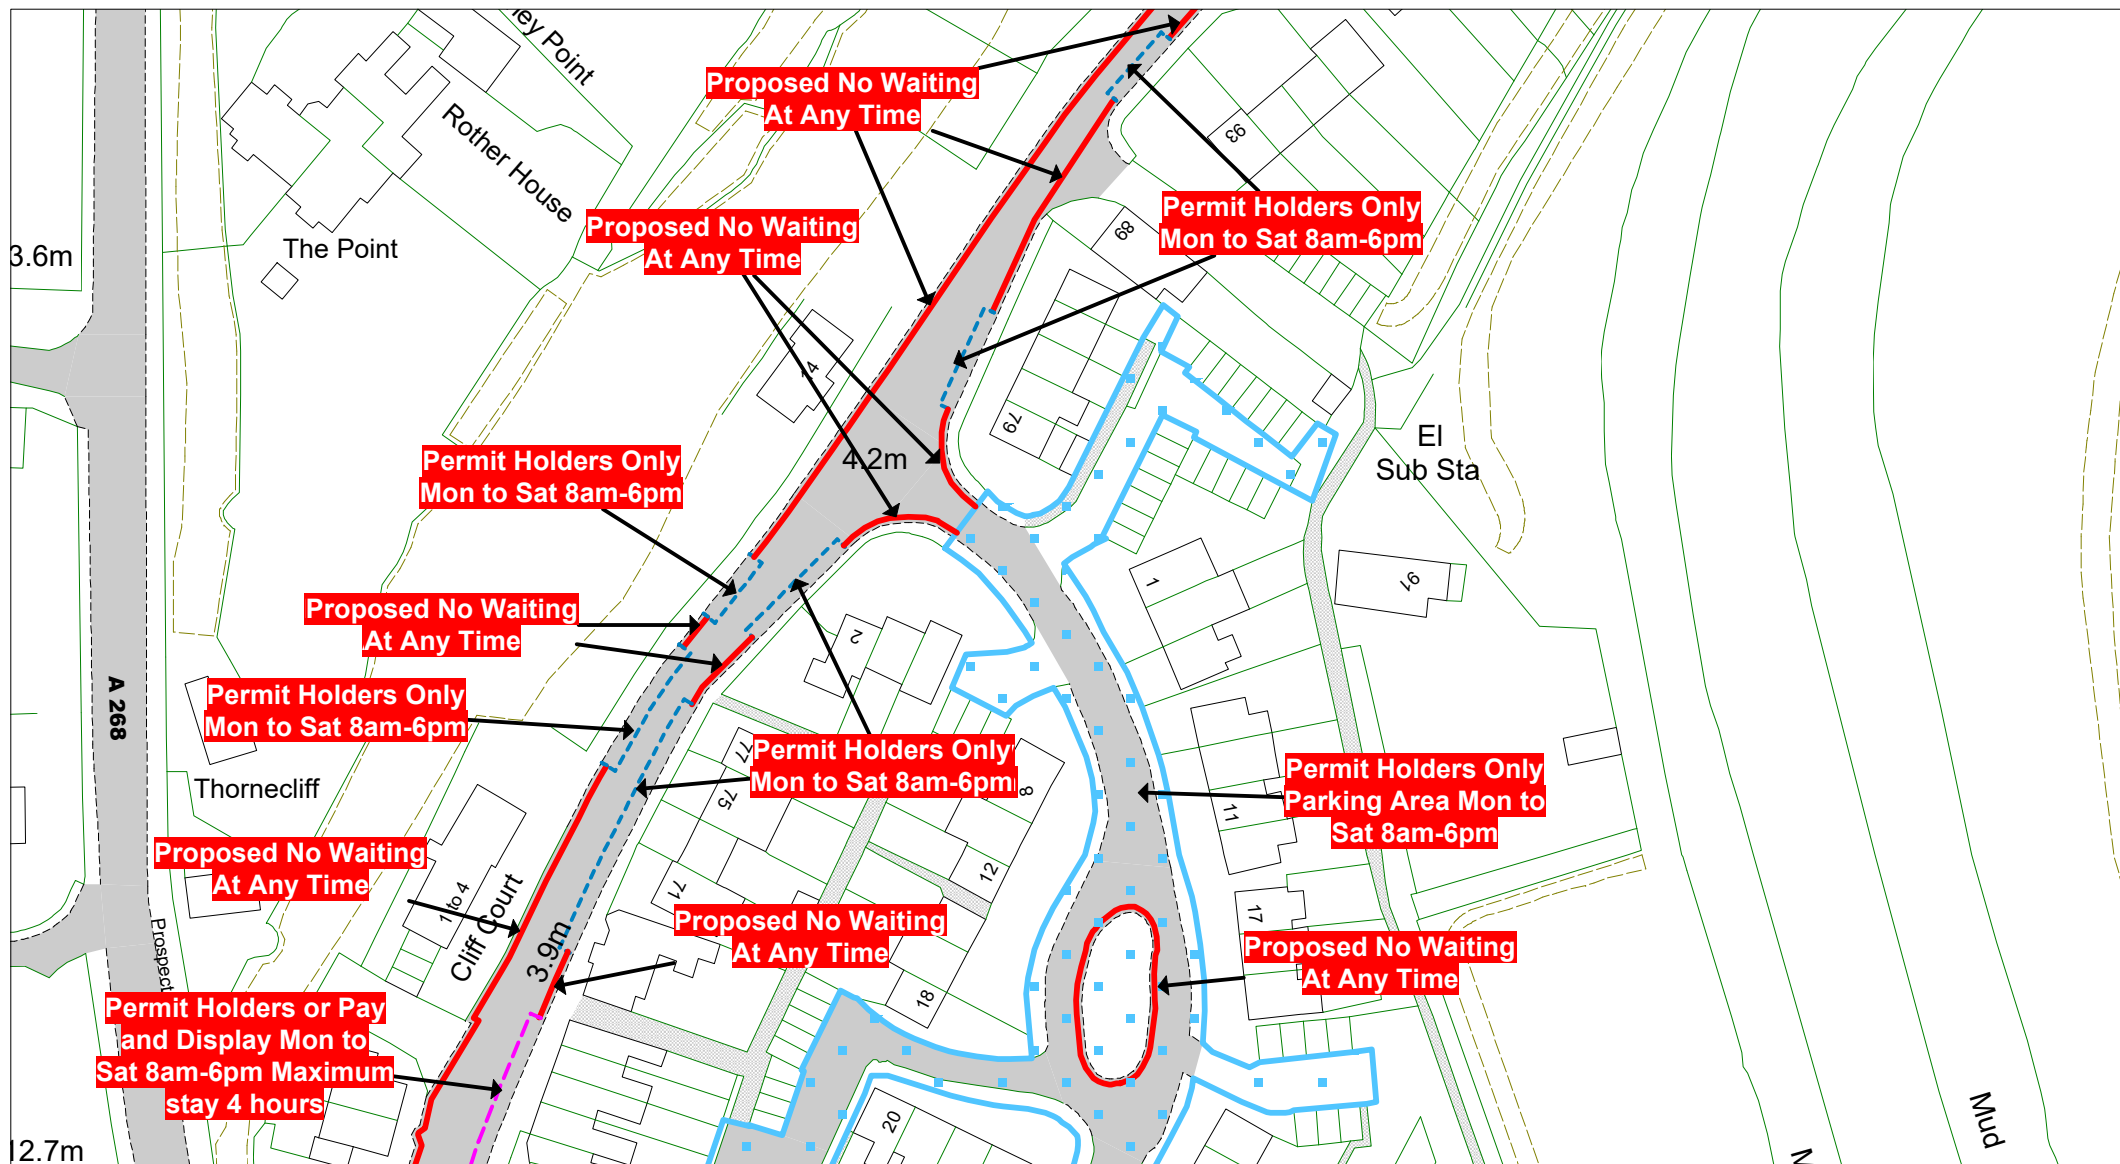 ley Point
Rother House
The Point
3.6m
Proposed No Waiting
At Any Time
93
Permit Holders Only
Mon to Sat 8am-6pm
89
Proposed No Waiting
At Any Time
14
79
4.2m
El
Sub Sta
Permit Holders Only
Mon to Sat 8am-6pm
1
91
Proposed No Waiting
At Any Time
2
A 268
Permit Holders Only
Mon to Sat 8am-6pm
77
Permit Holders Only
Mon to Sat 8am-6pm
75
8
Permit Holders Only
Parking Area Mon to
Sat 8am-6pm
11
Thornecliff
Proposed No Waiting
At Any Time
1 to 4
Cliff Court
71
12
3.9m
Proposed No Waiting
At Any Time
17
Proposed No Waiting
At Any Time
Prospect
18
Permit Holders or Pay
and Display Mon to
Sat 8am-6pm Maximum
stay 4 hours
20
Mud
M
12.7m